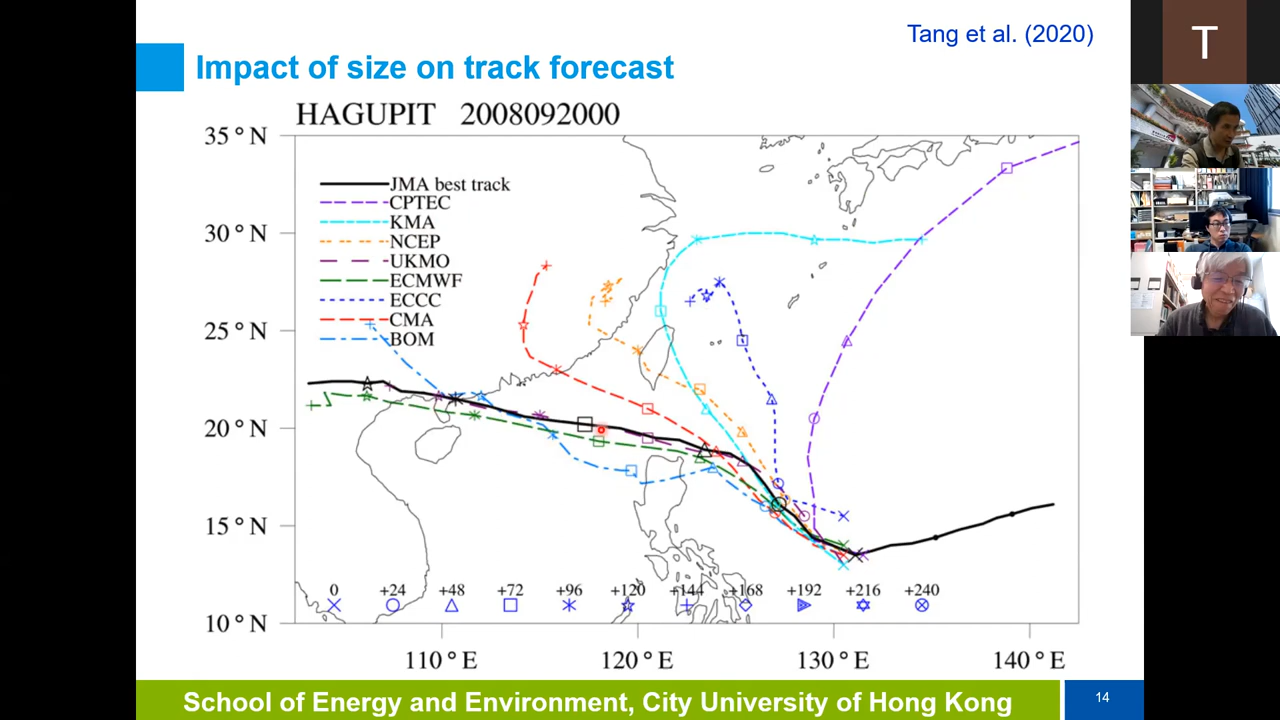 Tang et al. (2020)
T
Impact of size on track forecast
HAGUPIT 2008092000
35°N
30°N
25°N
20°N
15°N
10°N
JMA best track
CPTEC
KMA
NCEP
UKMO
ECMWF
ECCC
CMA
BOM
0 +24 +48 +72 +96 +120 +144 +168 +192 +216 +240
110°E 120°E 130°E 140°E
School of Energy and Environment, City University of Hong Kong
14